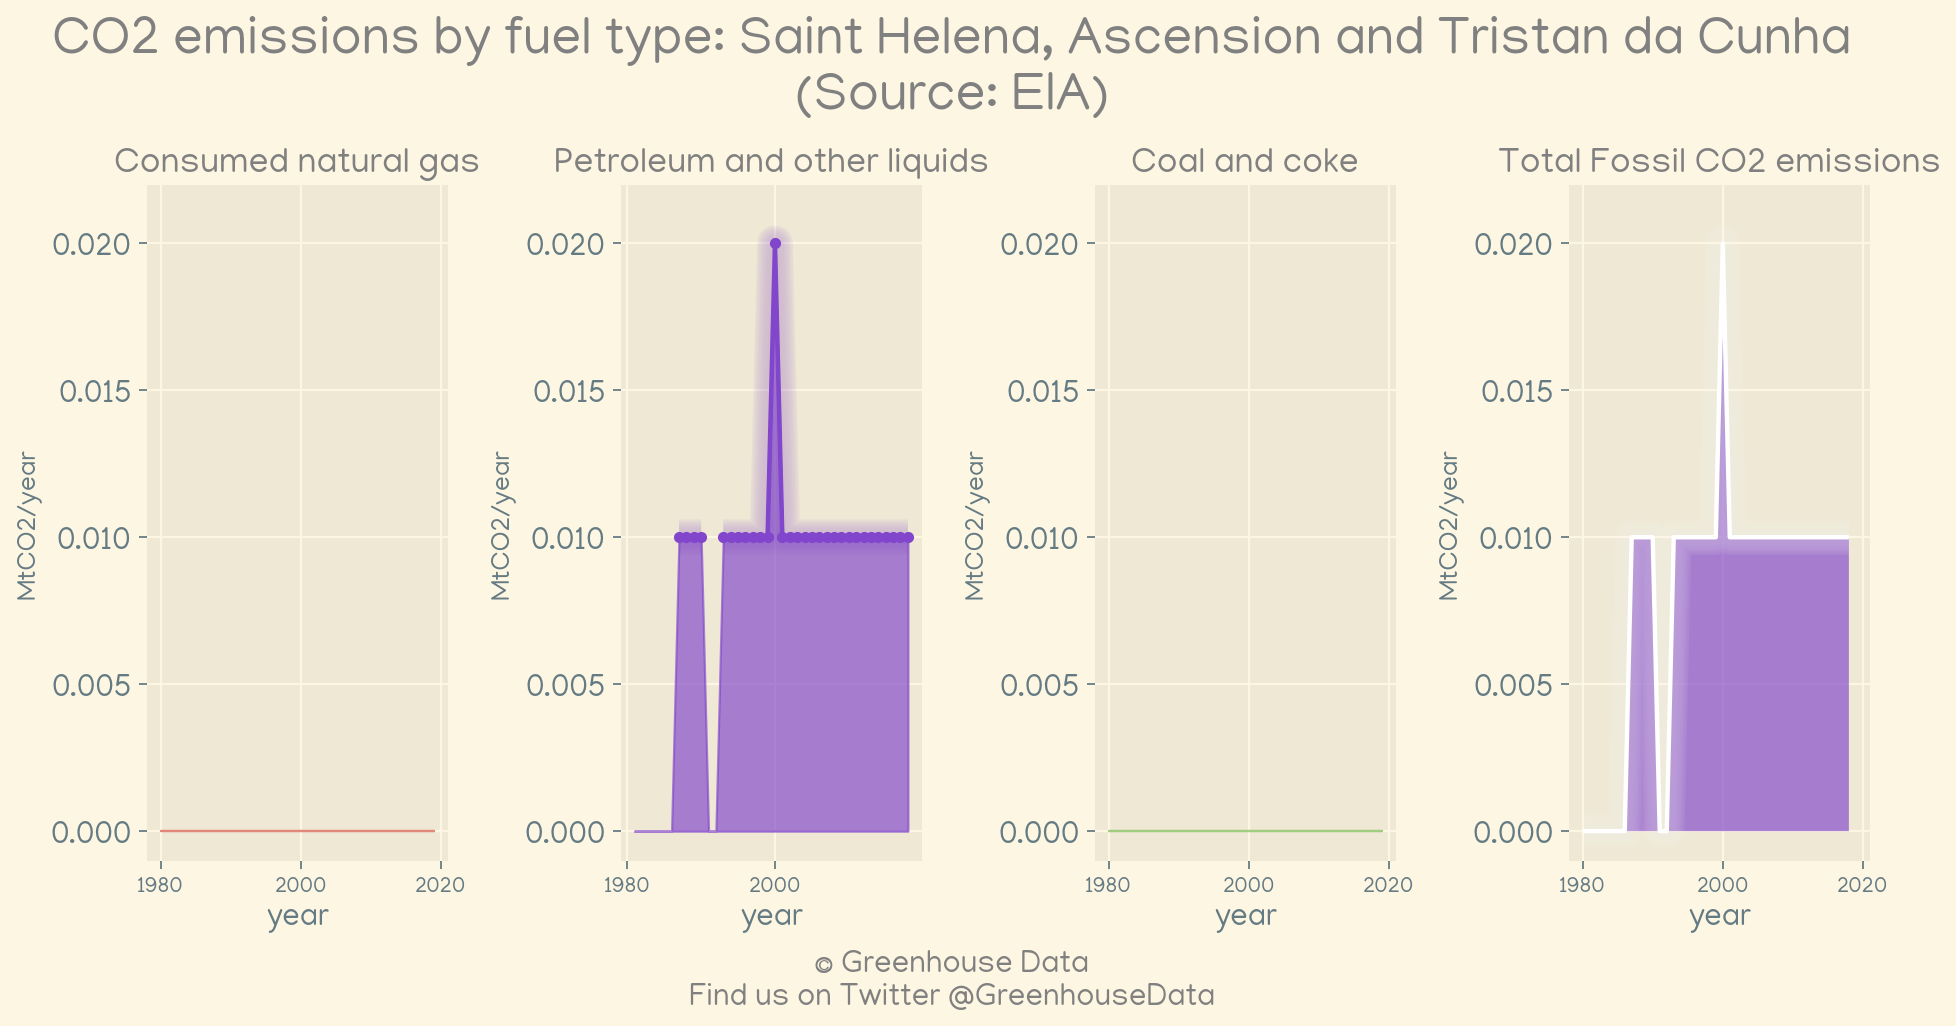 CO2 emissions by fuel type: Saint Helena, Ascension and Tristan da Cunha
(Source: EIA)
Consumed natural gas
0.020
0.015
0.010
0.005
0.000
MtCO2/year
1980 2000 2020
year
Petroleum and other liquids
0.020
0.015
0.010
0.005
0.000
MtCO2/year
1980 2000
year
Coal and coke
0.020
0.015
0.010
0.005
0.000
MtCO2/year
1980 2000 2020
year
Total Fossil CO2 emissions
0.020
0.015
0.010
0.005
0.000
MtCO2/year
1980 2000 2020
year
© Greenhouse Data
Find us on Twitter @GreenhouseData